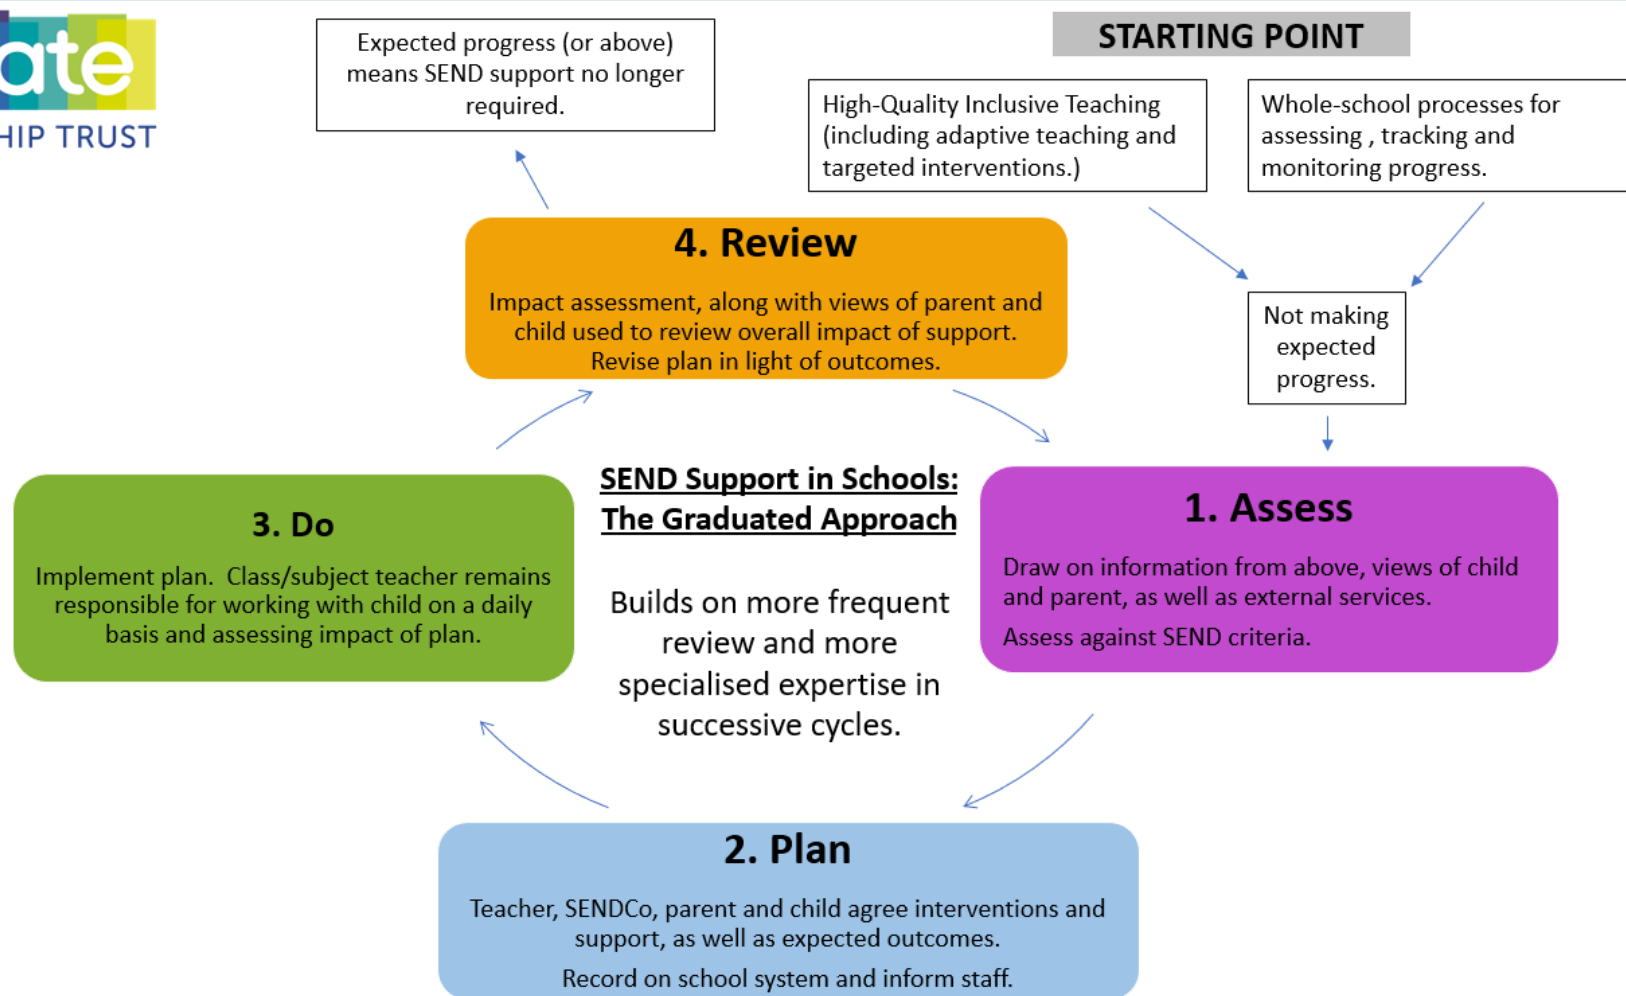 ate
HIP TRUST
Expected progress (or above)
means SEND support no longer
required.
STARTING POINT
High-Quality Inclusive Teaching
(including adaptive teaching and
targeted interventions.)
Whole-school processes for
assessing , tracking and
monitoring progress.
Not making
expected
progress.
4. Review
Impact assessment, along with views of parent and
child used to review overall impact of support.
Revise plan in light of outcomes.
SEND Support in Schools:
The Graduated Approach
Builds on more frequent
review and more
specialised expertise in
successive cycles.
1. Assess
Draw on information from above, views of child
and parent, as well as external services.
Assess against SEND criteria.
2. Plan
Teacher, SENDCo, parent and child agree interventions and
support, as well as expected outcomes.
Record on school system and inform staff.
3. Do
Implement plan.  Class/subject teacher remains
responsible for working with child on a daily
basis and assessing impact of plan.